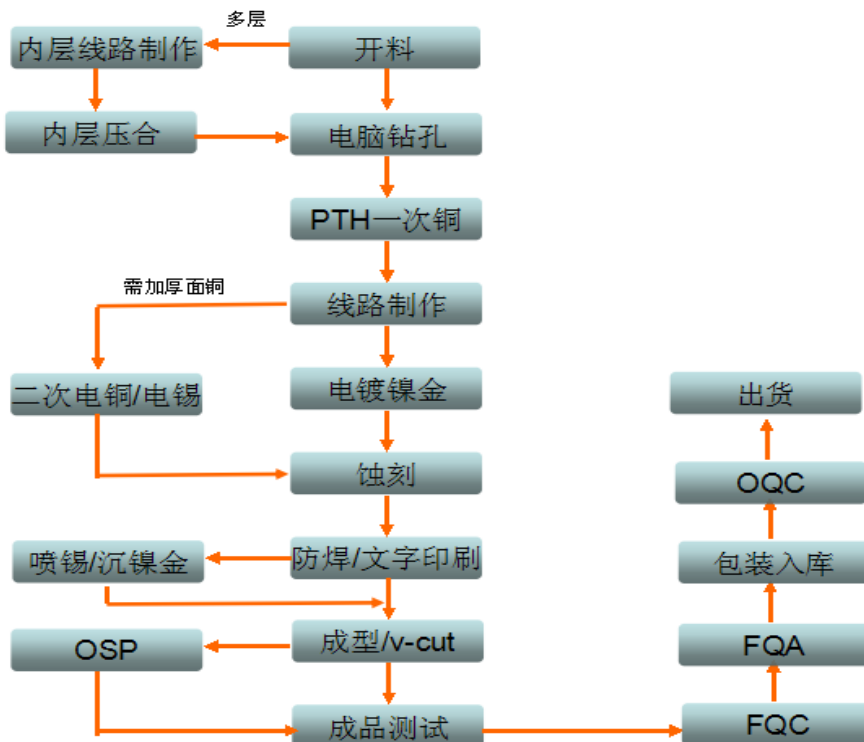 多层
内层线路制作
开料
内层压合
电脑钻孔
PTH一次铜
需加厚面铜
线路制作
二次电铜/电锡
电镀镍金
出货
蚀刻
OQC
喷锡/沉镍金
防焊/文字印刷
包装入库
OSP
成型/v-cut
FQA
成品测试
FQC